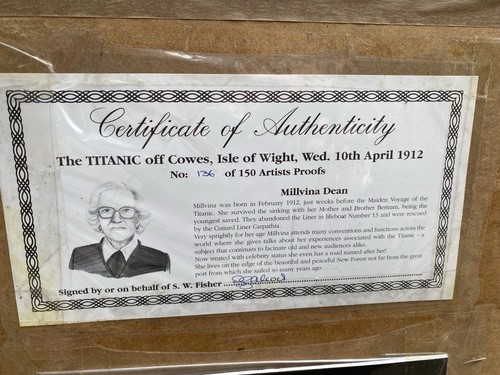 Certificate of Authenticity
The TITANIC off Cowes, Isle of Wight, Wed. 10th April 1912
No: 136 of 150 Artists Proofs
Millvina Dean
Millvina was born in February 1912, just weeks before the Maiden Voyage of the
Titanic. She survived the sinking with her Mother and Brother Bertram, being the
youngest saved. They abandoned the Liner in lifeboat Number 13 and were rescued
by the Cunard Liner Carpathia.
Very sprightly for her age Millvina attends many conventions and functions across the
world where she gives talks about her experiences associated with the Titanic - a
subject that continues to facinate old and new audiences alike.
Now treated with celebrity status she even has a road named after her!
She lives on the edge of the beautiful and peaceful New Forest not far from the great
port from which she sailed so many years ago
Signed by or on behalf of S. W. Fisher